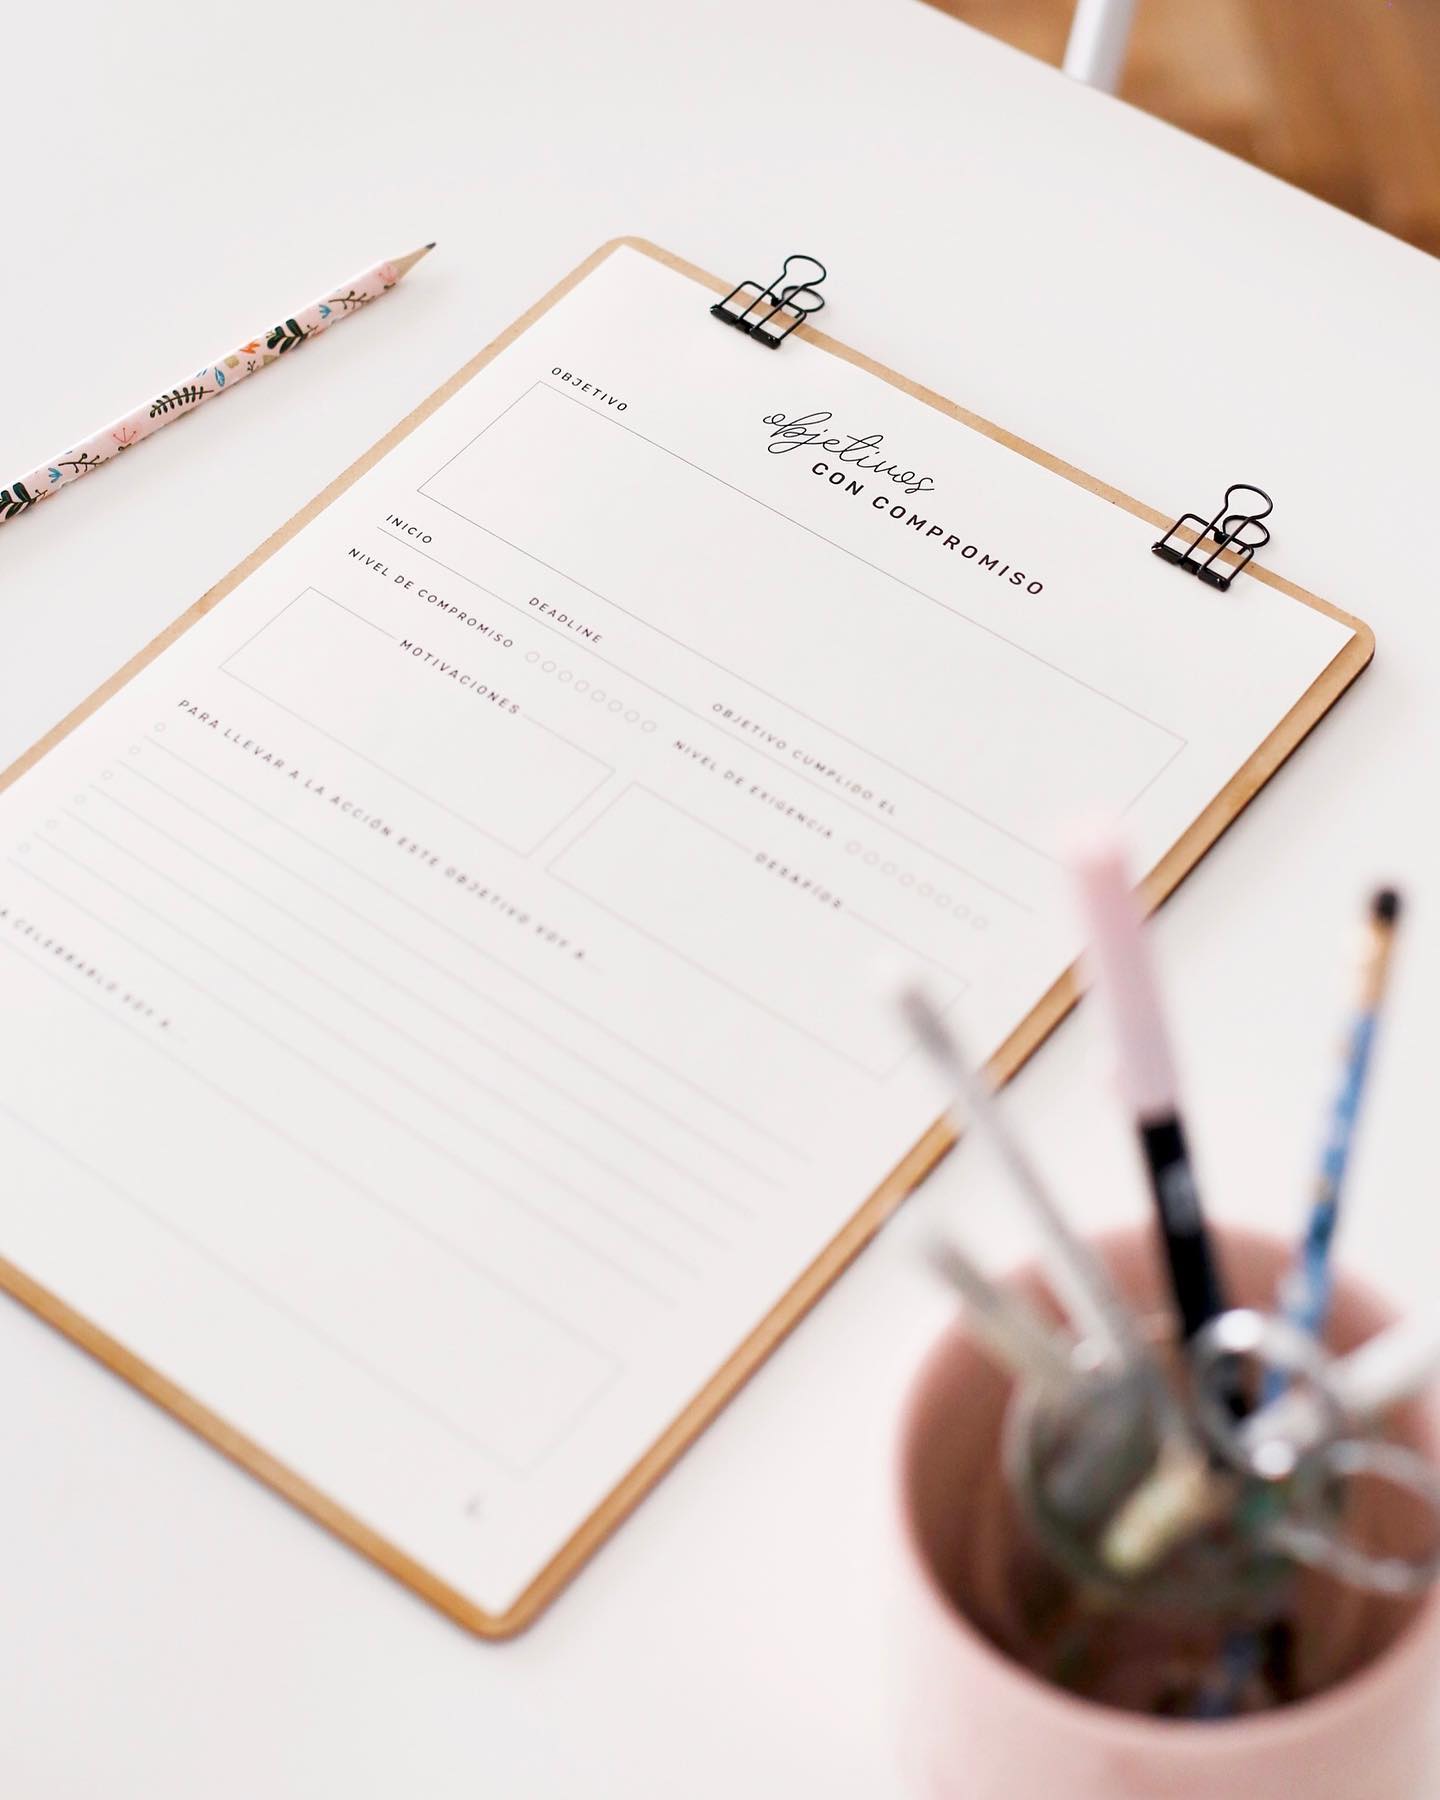 objetivos
CON COMPROMISO
OBJETIVO
INICIO
DEADLINE
OBJETIVO CUMPLIDO EL
NIVEL DE COMPROMISO
NIVEL DE EXIGENCIA
MOTIVACIONES
DESAFÍOS
PARA LLEVAR A LA ACCIÓN ESTE OBJETIVO VOY A...
CELEBRARLO VOY A...